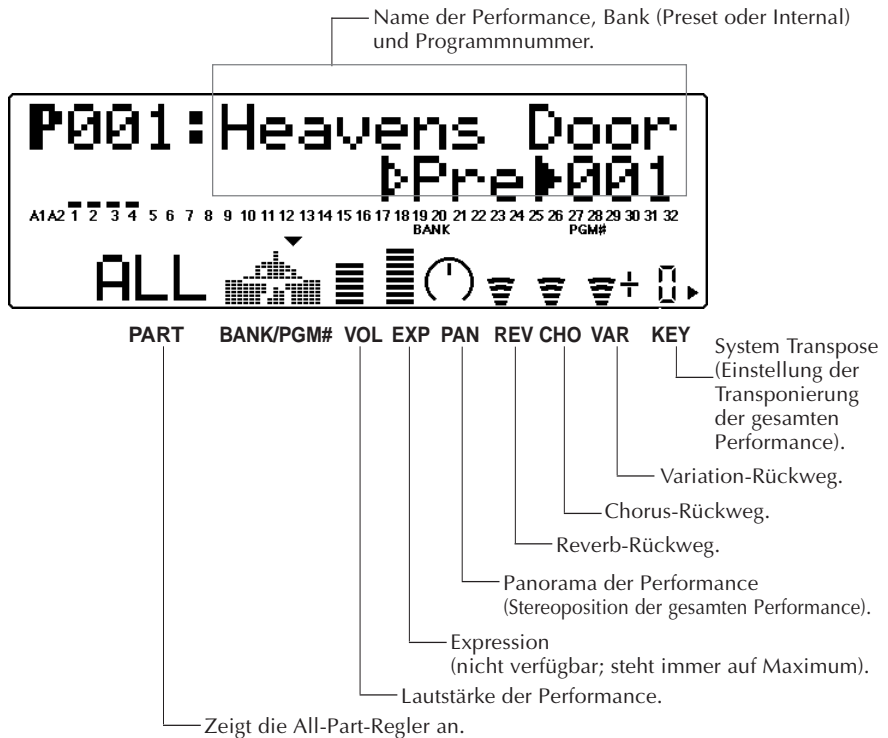 Name der Performance, Bank (Preset oder Internal)
und Programmnummer.
P001:Heavens Door
Pre 001
A1 A2 1 2 3 4 5 6 7 8 9 10 11 12 13 14 15 16 17 18 19 20 21 22 23 24 25 26 27 28 29 30 31 32
BANK PGM#
ALL + 0
PART BANK/PGM# VOL EXP PAN REV CHO VAR KEY
System Transpose
(Einstellung der
Transponierung
der gesamten
Performance).
Variation-Rückweg.
Chorus-Rückweg.
Reverb-Rückweg.
Panorama der Performance
(Stereoposition der gesamten Performance).
Expression
(nicht verfügbar; steht immer auf Maximum).
Lautstärke der Performance.
Zeigt die All-Part-Regler an.